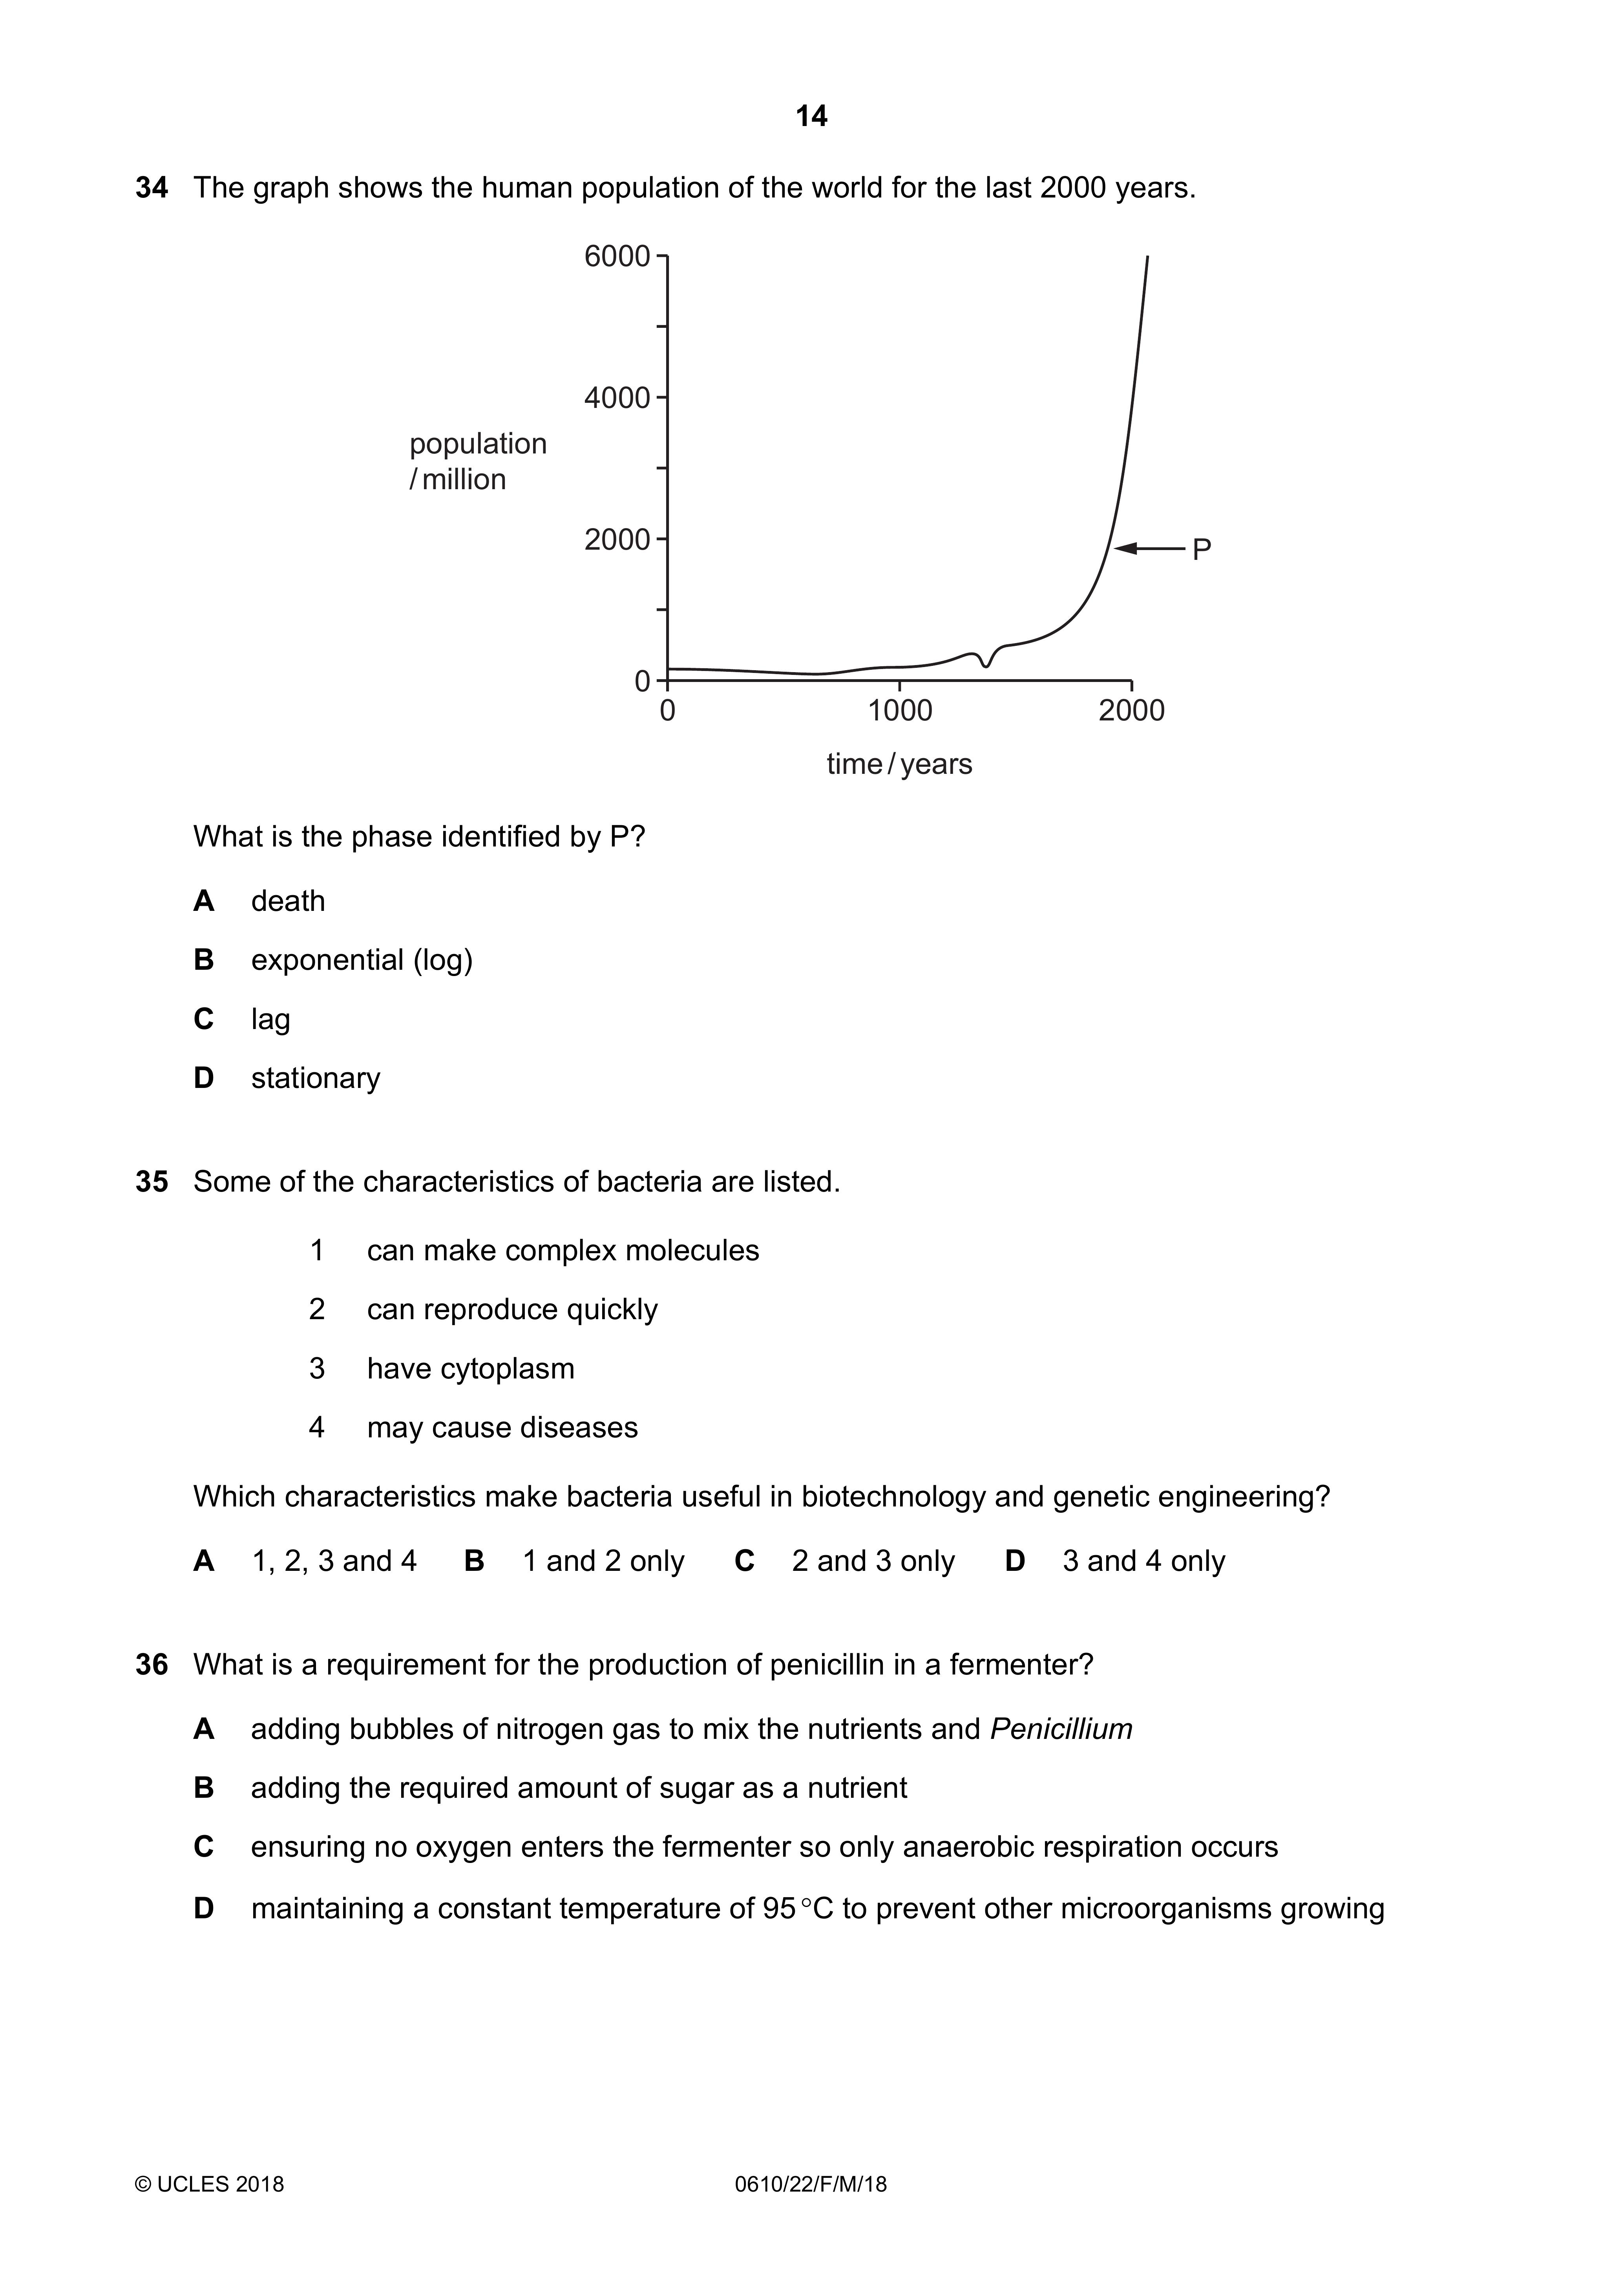 14
34 The graph shows the human population of the world for the last 2000 years.
6000
4000
population
/ million
2000
P
0
0 1000 2000
time / years
What is the phase identified by P?
A death
B exponential (log)
C lag
D stationary
35 Some of the characteristics of bacteria are listed.
1 can make complex molecules
2 can reproduce quickly
3 have cytoplasm
4 may cause diseases
Which characteristics make bacteria useful in biotechnology and genetic engineering?
A 1, 2, 3 and 4 B 1 and 2 only C 2 and 3 only D 3 and 4 only
36 What is a requirement for the production of penicillin in a fermenter?
A adding bubbles of nitrogen gas to mix the nutrients and Penicillium
B adding the required amount of sugar as a nutrient
C ensuring no oxygen enters the fermenter so only anaerobic respiration occurs
D maintaining a constant temperature of 95 °C to prevent other microorganisms growing
© UCLES 2018 0610/22/F/M/18